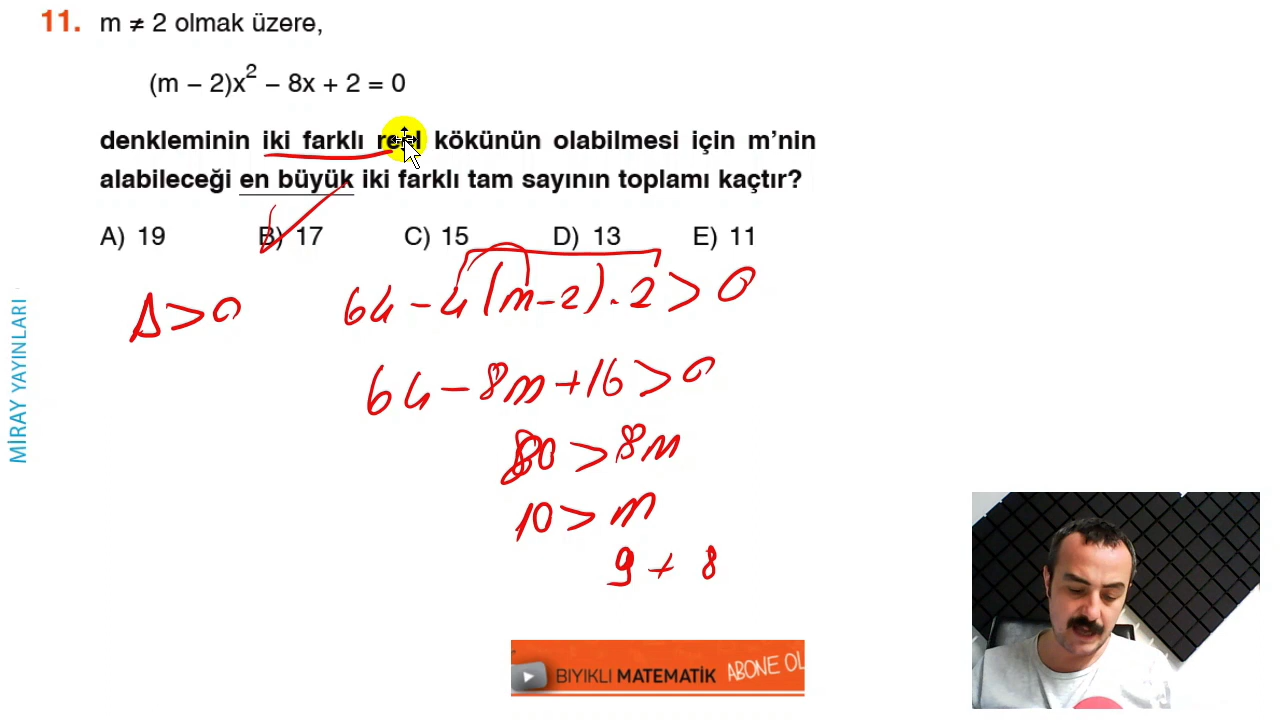 11. m ≠ 2 olmak üzere,
(m − 2)x² − 8x + 2 = 0
denkleminin iki farklı reel kökünün olabilmesi için m’nin
alabileceği en büyük iki farklı tam sayının toplamı kaçtır?
A) 19 B) 17 C) 15 D) 13 E) 11
Δ > 0
64 − 4(m − 2) · 2 > 0
64 − 8m + 16 > 0
80 > 8m
10 > m
9 + 8
MİRAY YAYINLARI
BIYIKLI MATEMATİK ABONE OL